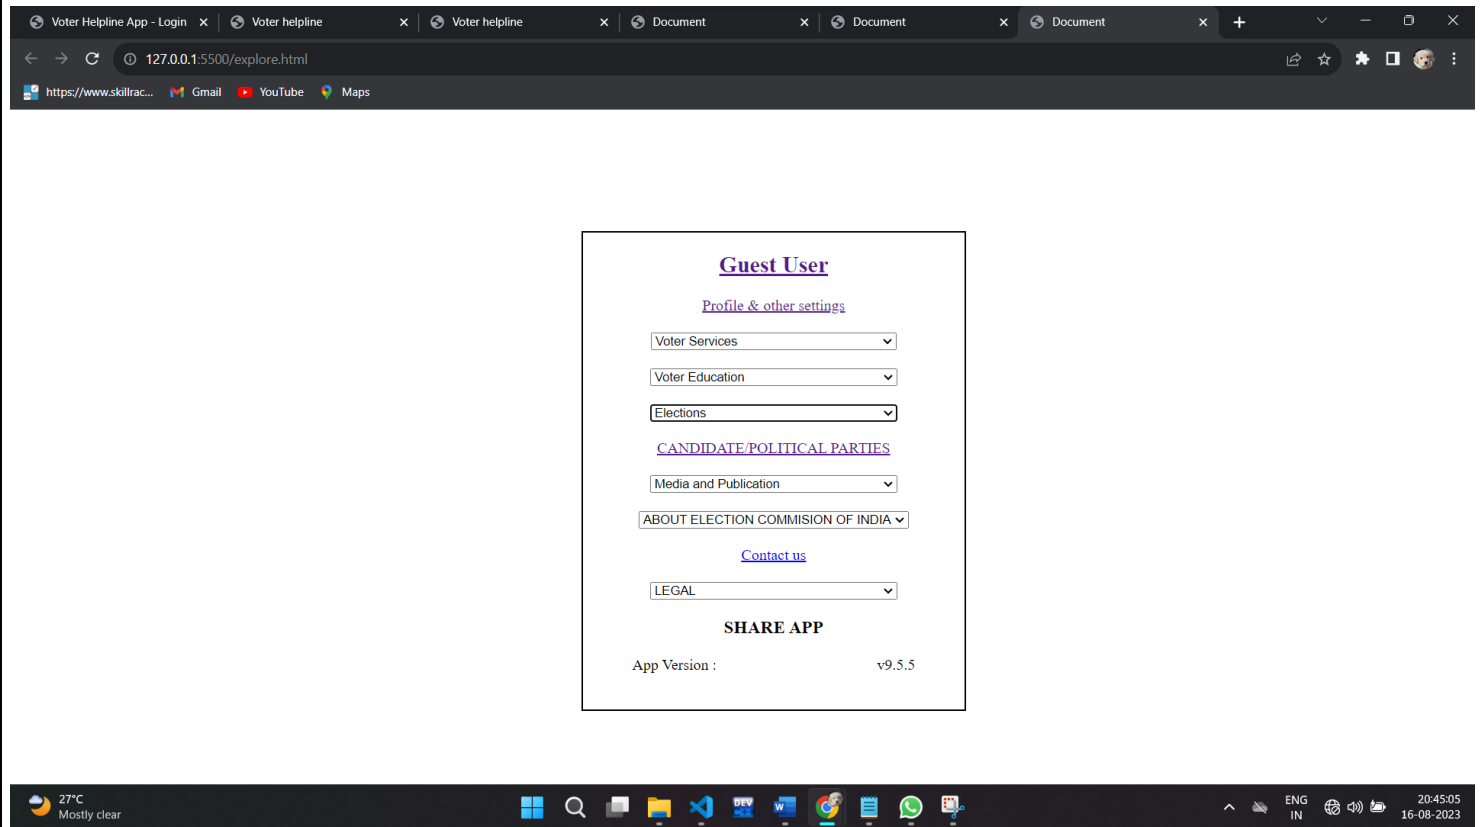 Voter Helpline App - Login
Voter helpline
Voter helpline
Document
Document
Document
127.0.0.1:5500/explore.html
https://www.skillrac...
Gmail
YouTube
Maps
Guest User
Profile & other settings
Voter Services
Voter Education
Elections
CANDIDATE/POLITICAL PARTIES
Media and Publication
ABOUT ELECTION COMMISION OF INDIA
Contact us
LEGAL
SHARE APP
App Version : v9.5.5
27°C
Mostly clear
DEV
W
ENG
IN
20:45:05
16-08-2023